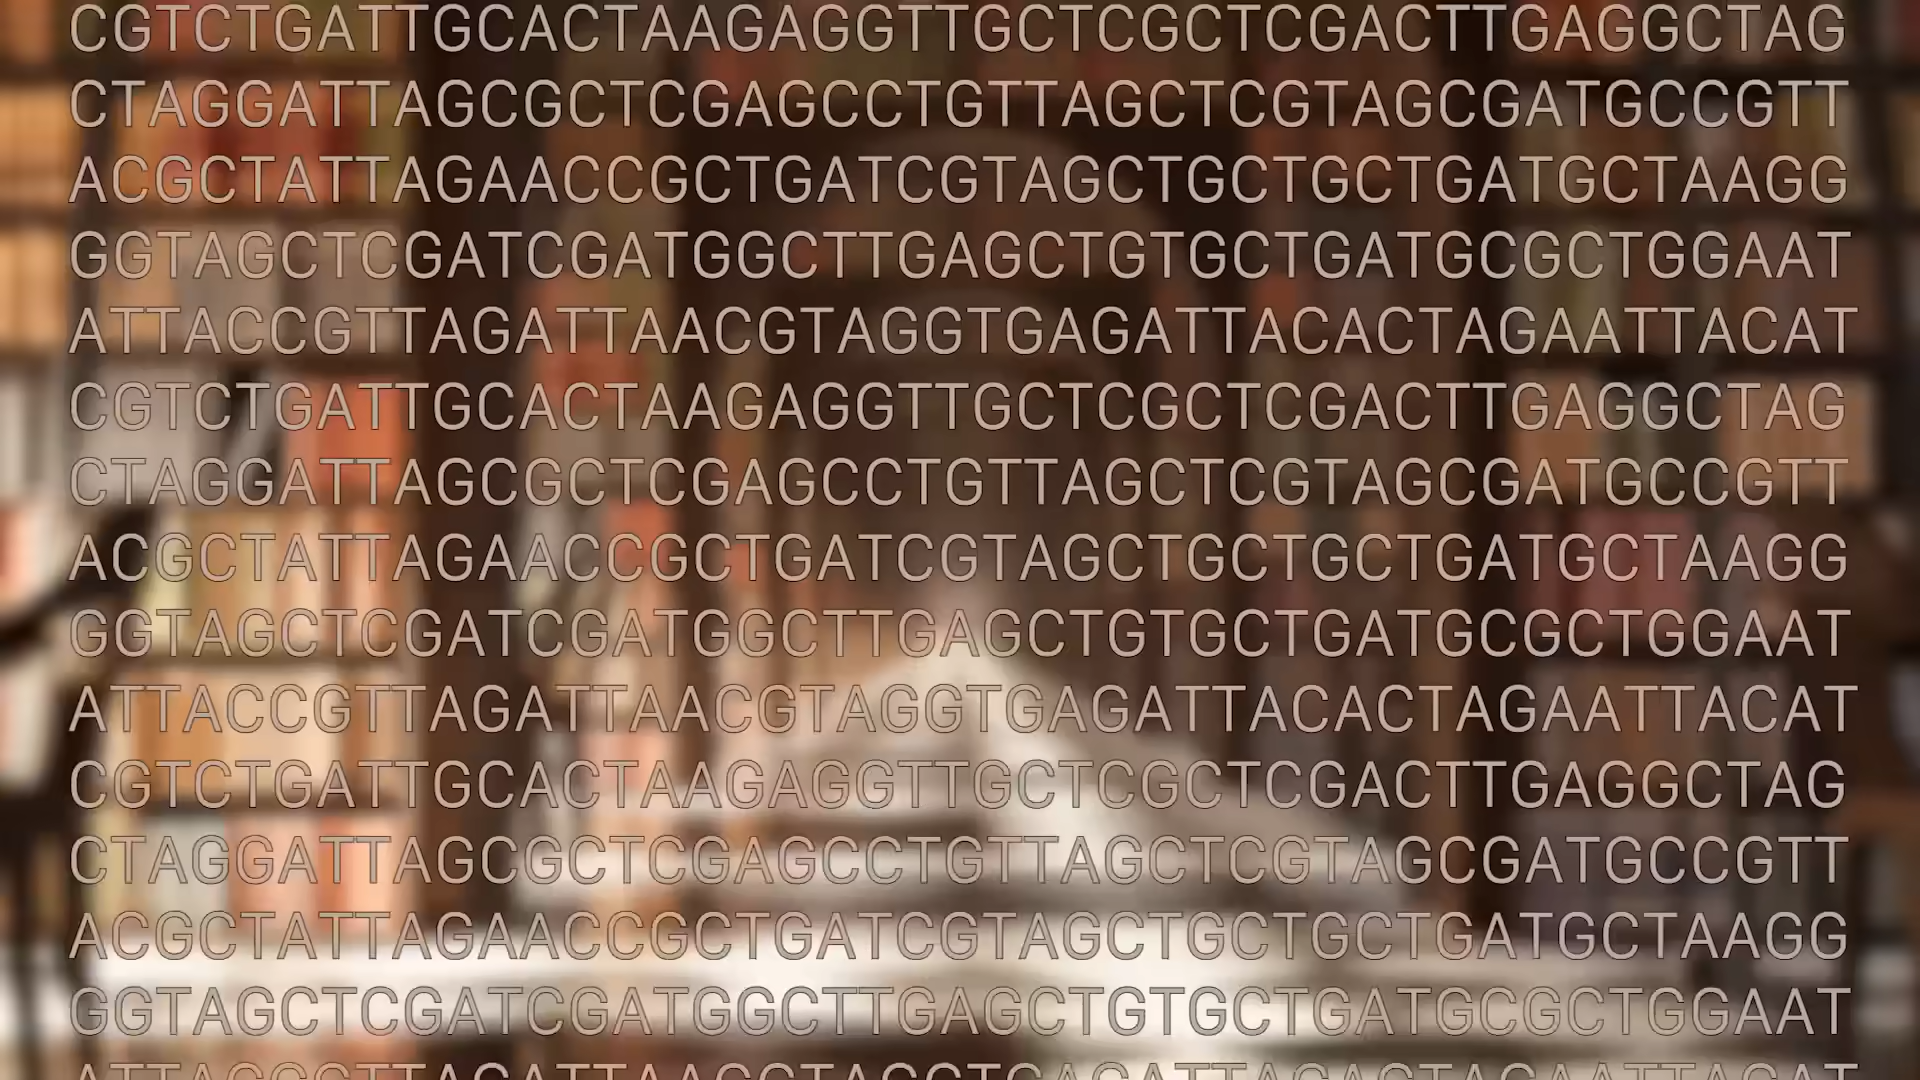 CGTCTGATTGCACTAAGAGGTTGCTCGCTCGACTTGAGGCTAG
CTAGGATTAGCGCTCGAGCCTGTTAGCTCGTAGCGATGCCGTT
ACGCTATTAGAACCGCTGATCGTAGCTGCTGCTGATGCTAAGG
GGTAGCTCGATCGATGGCTTGAGCTGTGCTGATGCGCTGGAAT
ATTACCGTTAGATTAACGTAGGTGAGATTACACTAGAATTACAT
CGTCTGATTGCACTAAGAGGTTGCTCGCTCGACTTGAGGCTAG
CTAGGATTAGCGCTCGAGCCTGTTAGCTCGTAGCGATGCCGTT
ACGCTATTAGAACCGCTGATCGTAGCTGCTGCTGATGCTAAGG
GGTAGCTCGATCGATGGCTTGAGCTGTGCTGATGCGCTGGAAT
ATTACCGTTAGATTAACGTAGGTGAGATTACACTAGAATTACAT
CGTCTGATTGCACTAAGAGGTTGCTCGCTCGACTTGAGGCTAG
CTAGGATTAGCGCTCGAGCCTGTTAGCTCGTAGCGATGCCGTT
ACGCTATTAGAACCGCTGATCGTAGCTGCTGCTGATGCTAAGG
GGTAGCTCGATCGATGGCTTGAGCTGTGCTGATGCGCTGGAAT